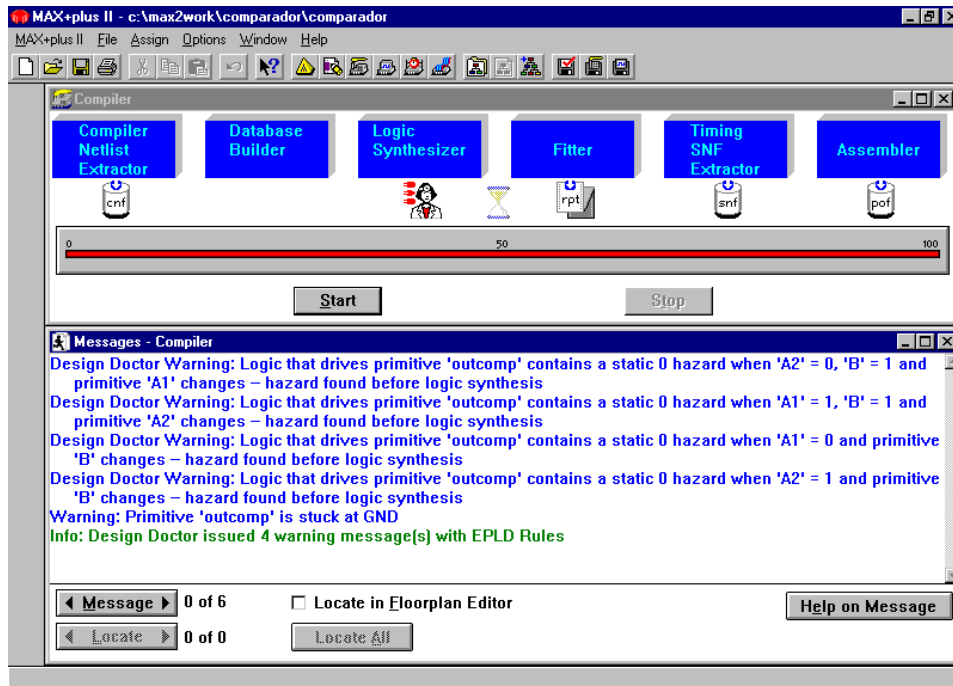 MAX+plus II - c:\max2work\comparador\comparador
MAX+plus II File Assign Options Window Help
Compiler
Compiler Netlist Extractor
Database Builder
Logic Synthesizer
Fitter
Timing SNF Extractor
Assembler
cnf
rpt
snf
pof
0 50 100
Start Stop
Messages - Compiler
Design Doctor Warning: Logic that drives primitive 'outcomp' contains a static 0 hazard when 'A2' = 0, 'B' = 1 and
primitive 'A1' changes – hazard found before logic synthesis
Design Doctor Warning: Logic that drives primitive 'outcomp' contains a static 0 hazard when 'A1' = 1, 'B' = 1 and
primitive 'A2' changes – hazard found before logic synthesis
Design Doctor Warning: Logic that drives primitive 'outcomp' contains a static 0 hazard when 'A1' = 0 and primitive
'B' changes – hazard found before logic synthesis
Design Doctor Warning: Logic that drives primitive 'outcomp' contains a static 0 hazard when 'A2' = 1 and primitive
'B' changes – hazard found before logic synthesis
Warning: Primitive 'outcomp' is stuck at GND
Info: Design Doctor issued 4 warning message(s) with EPLD Rules
Message 0 of 6 Locate in Floorplan Editor Help on Message
Locate 0 of 0 Locate All